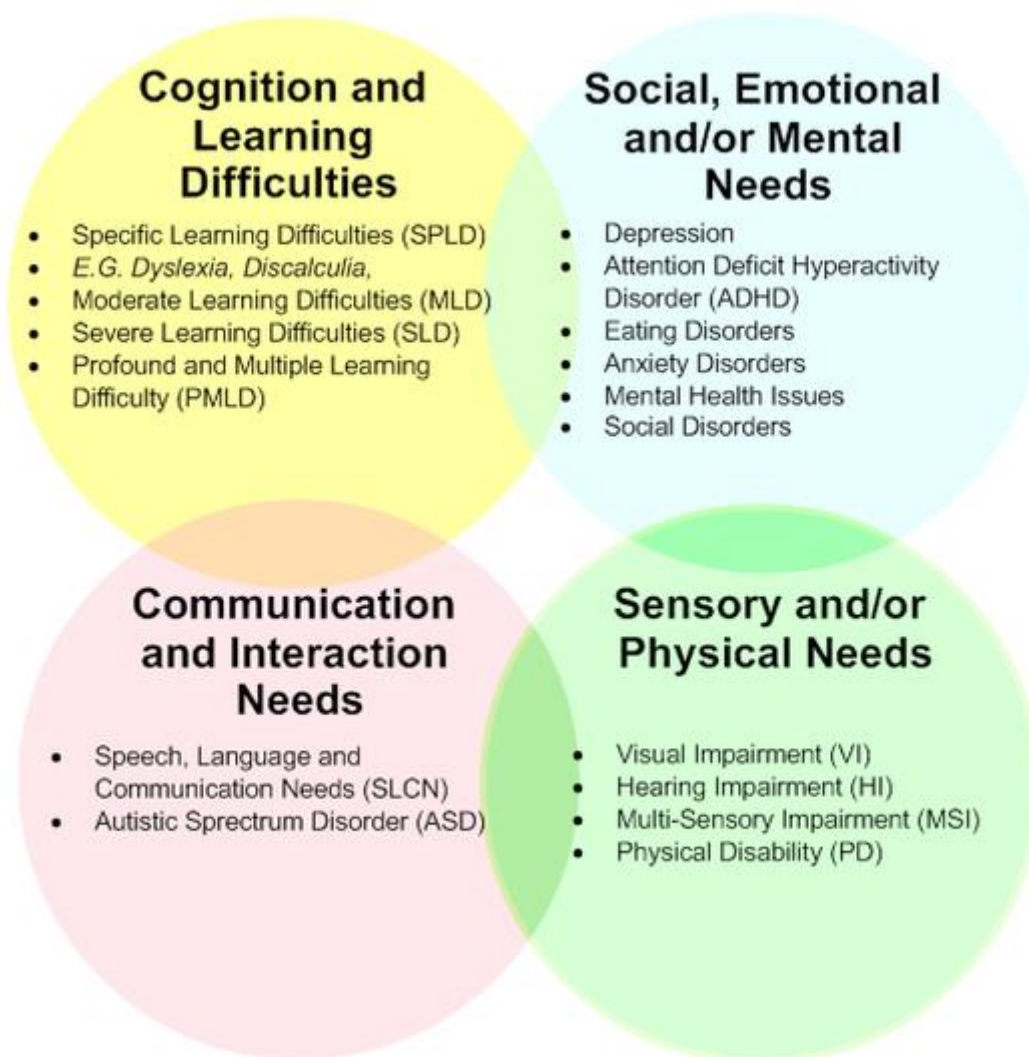 Cognition and
Learning
Difficulties
• Specific Learning Difficulties (SPLD)
• E.G. Dyslexia, Discalculia,
• Moderate Learning Difficulties (MLD)
• Severe Learning Difficulties (SLD)
• Profound and Multiple Learning
Difficulty (PMLD)
Social, Emotional
and/or Mental
Needs
• Depression
• Attention Deficit Hyperactivity
Disorder (ADHD)
• Eating Disorders
• Anxiety Disorders
• Mental Health Issues
• Social Disorders
Communication
and Interaction
Needs
• Speech, Language and
Communication Needs (SLCN)
• Autistic Sprectrum Disorder (ASD)
Sensory and/or
Physical Needs
• Visual Impairment (VI)
• Hearing Impairment (HI)
• Multi-Sensory Impairment (MSI)
• Physical Disability (PD)